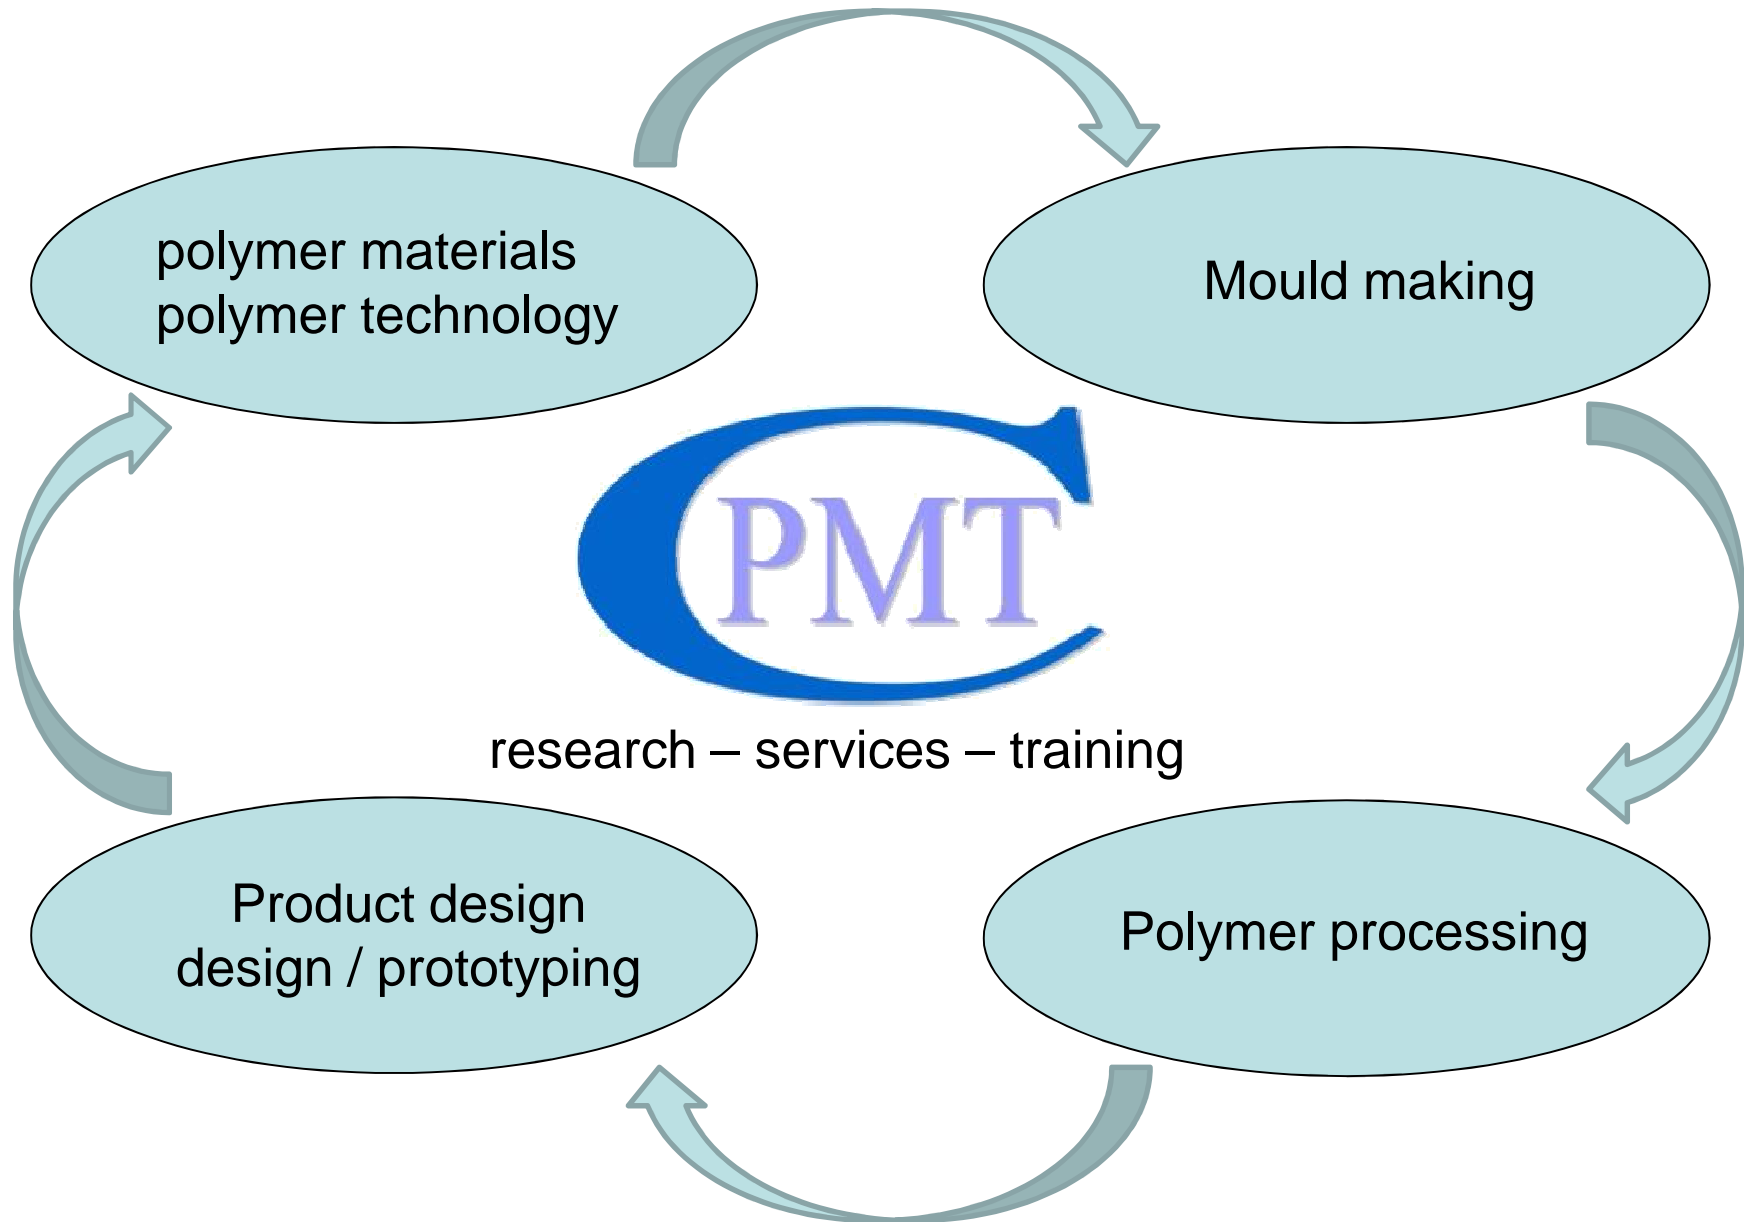 polymer materials
polymer technology
Mould making
CPMT
research – services – training
Product design
design / prototyping
Polymer processing